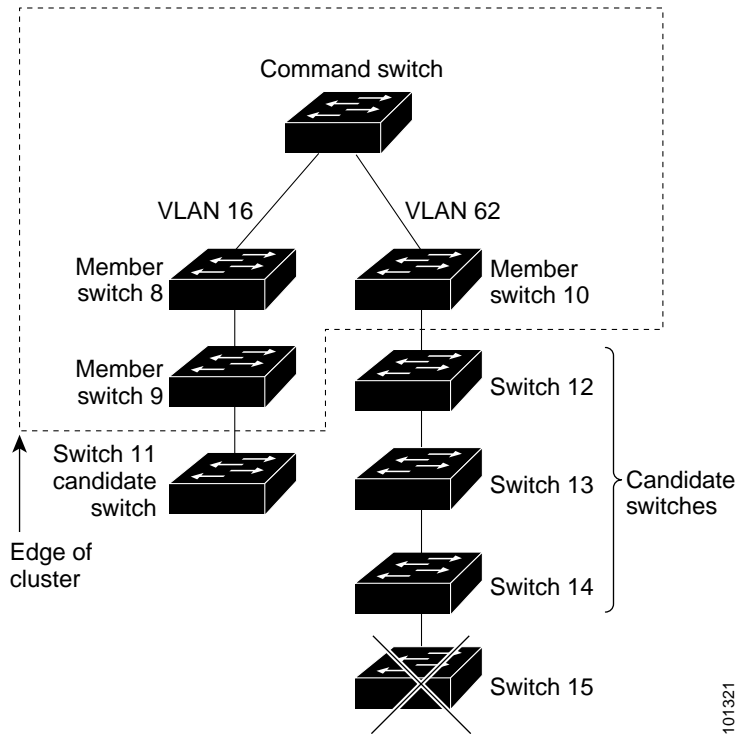 Command switch
VLAN 16
VLAN 62
Member
switch 8
Member
switch 10
Member
switch 9
Switch 12
Switch 11
candidate
switch
Switch 13
Candidate
switches
Edge of
cluster
Switch 14
Switch 15
101321